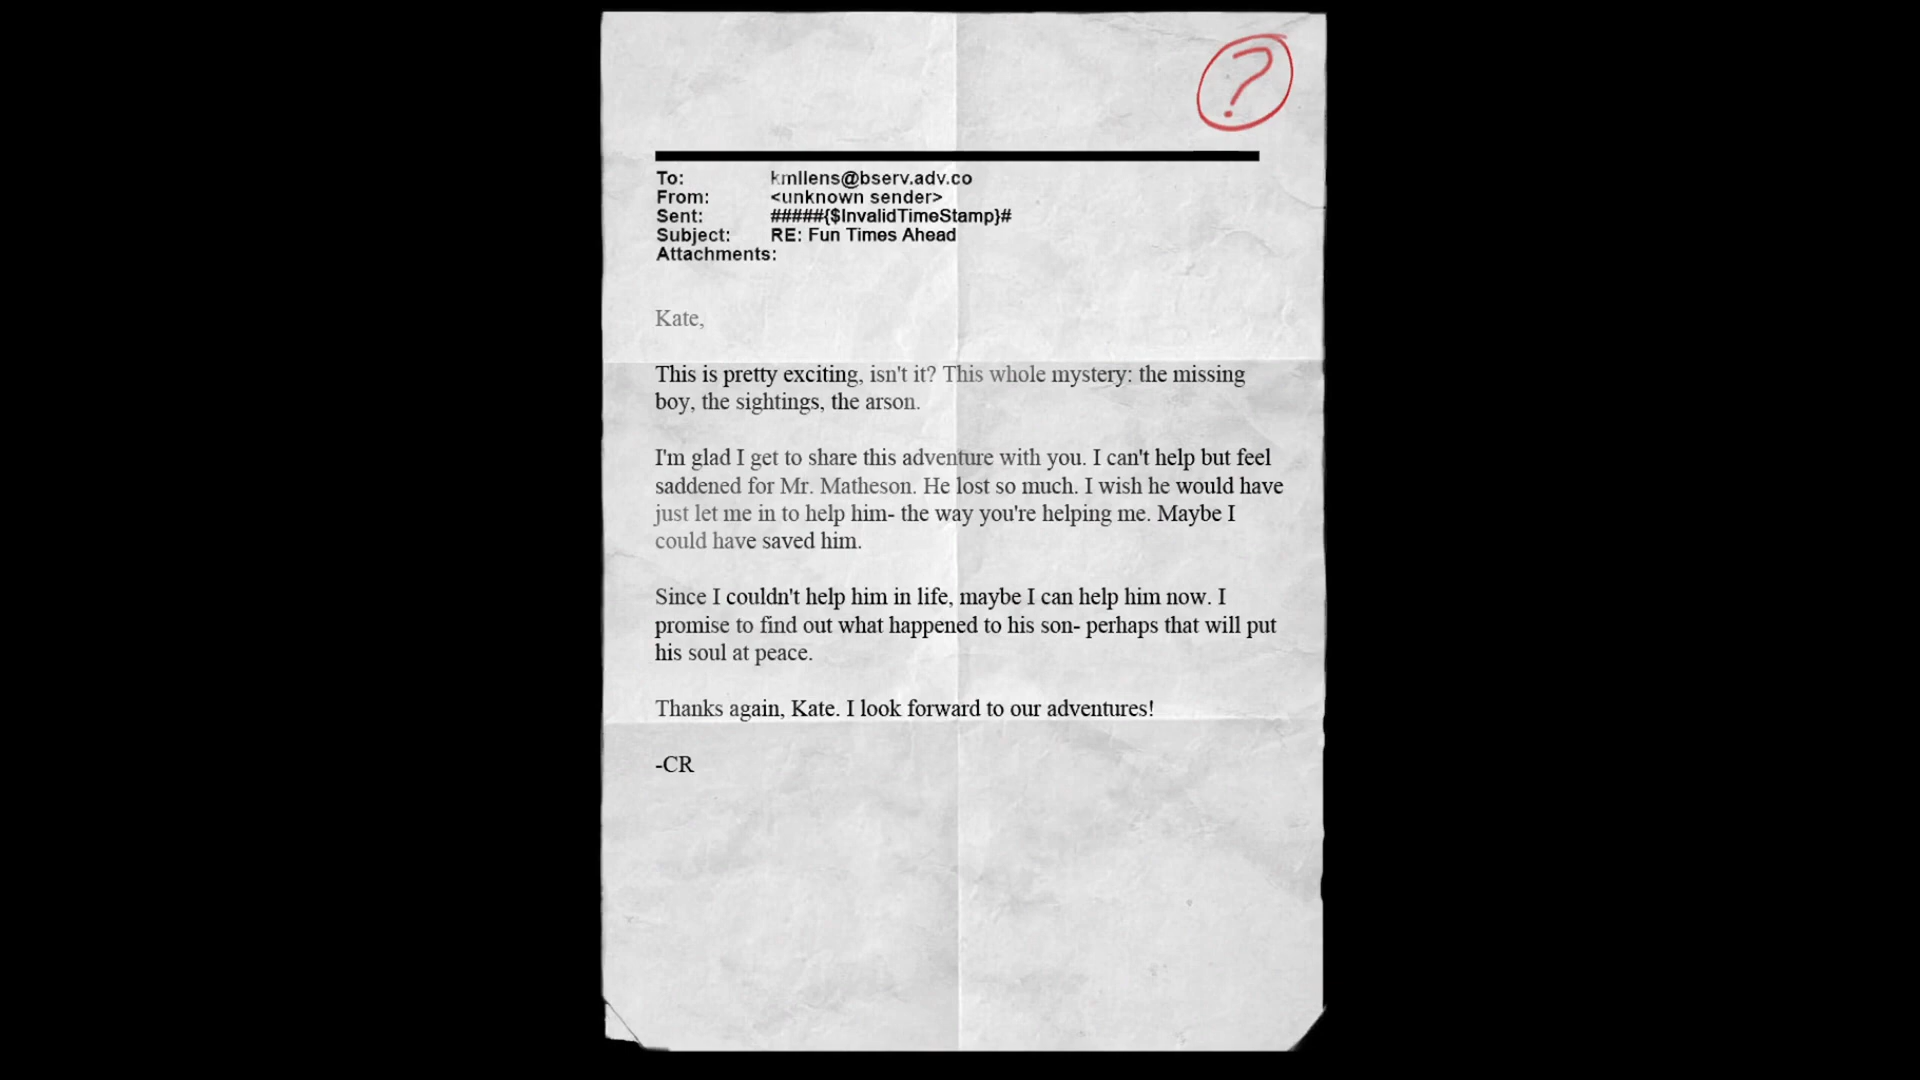 ?
To: kmllens@bserv.adv.co
From: <unknown sender>
Sent: #####{$InvalidTimeStamp}#
Subject: RE: Fun Times Ahead
Attachments:
Kate,
This is pretty exciting, isn't it? This whole mystery: the missing
boy, the sightings, the arson.
I'm glad I get to share this adventure with you. I can't help but feel
saddened for Mr. Matheson. He lost so much. I wish he would have
just let me in to help him- the way you're helping me. Maybe I
could have saved him.
Since I couldn't help him in life, maybe I can help him now. I
promise to find out what happened to his son- perhaps that will put
his soul at peace.
Thanks again, Kate. I look forward to our adventures!
-CR